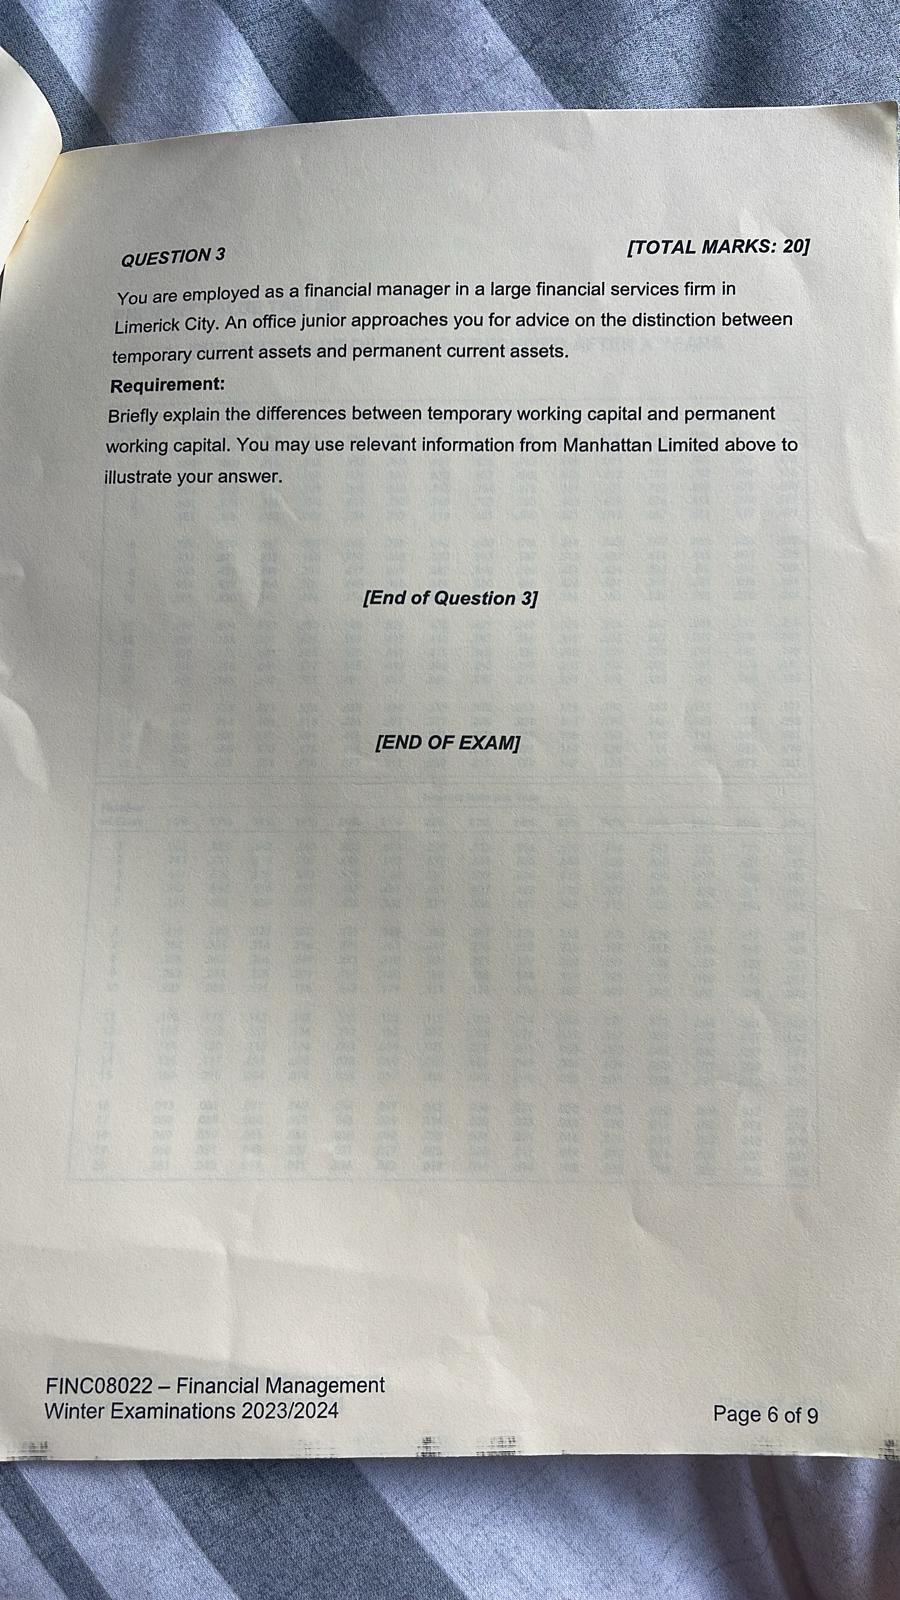 QUESTION 3 [TOTAL MARKS: 20]
You are employed as a financial manager in a large financial services firm in
Limerick City. An office junior approaches you for advice on the distinction between
temporary current assets and permanent current assets.
Requirement:
Briefly explain the differences between temporary working capital and permanent
working capital. You may use relevant information from Manhattan Limited above to
illustrate your answer.
[End of Question 3]
[END OF EXAM]
FINC08022 – Financial Management
Winter Examinations 2023/2024
Page 6 of 9